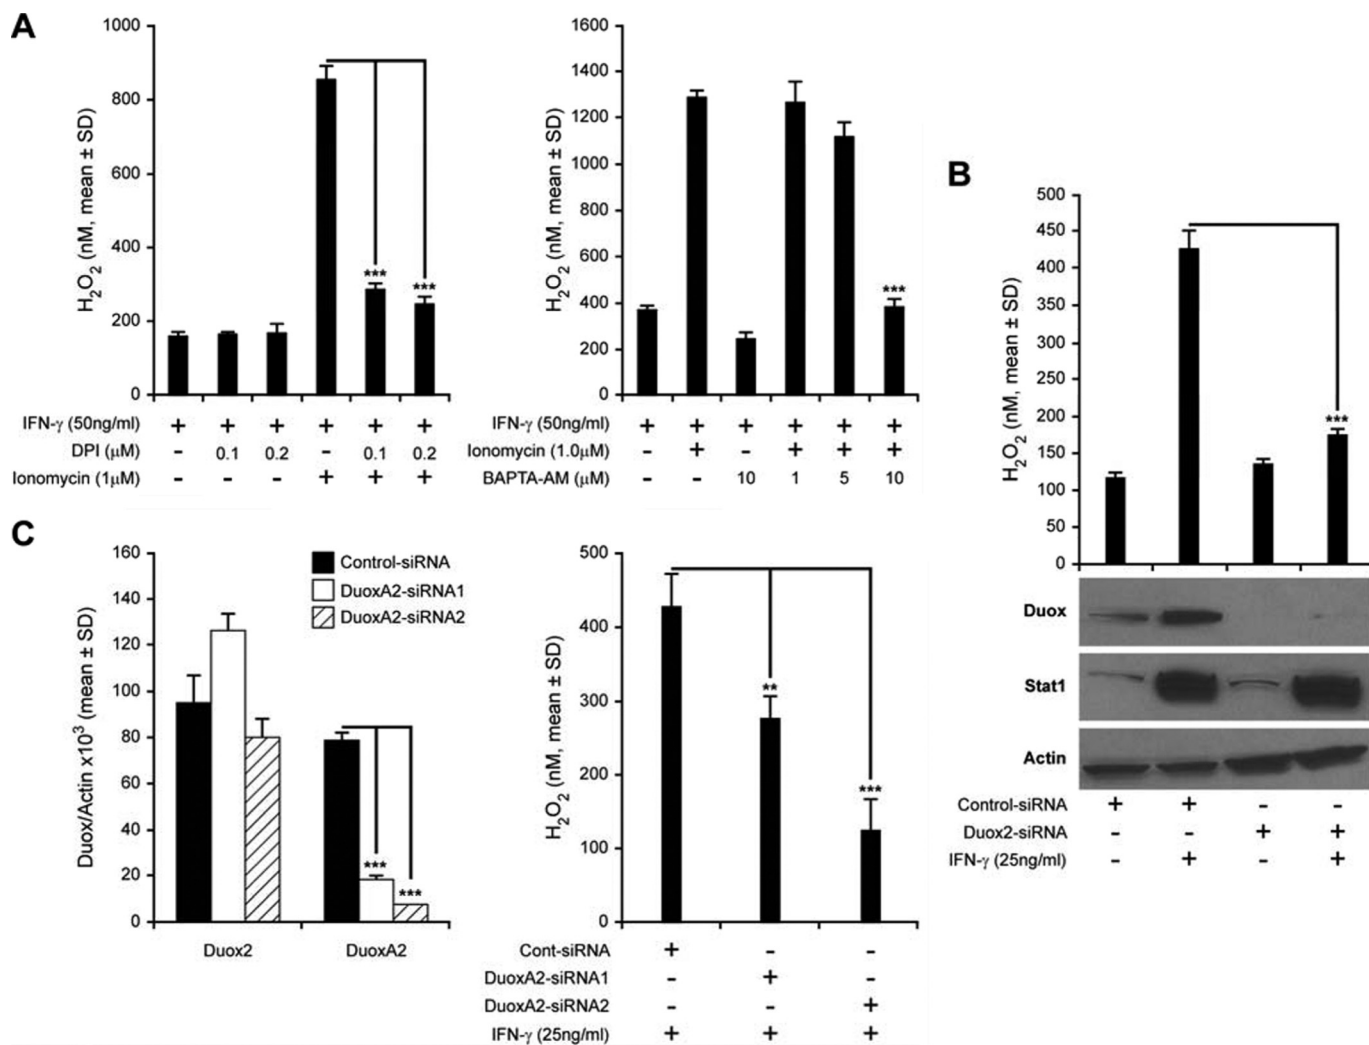 A
H2O2 (nM, mean ± SD)
1000
800
600
400
200
0
***
***
IFN-γ (50ng/ml) + + + + + +
DPI (μM) - 0.1 0.2 - 0.1 0.2
Ionomycin (1μM) - - - + + +
H2O2 (nM, mean ± SD)
1600
1400
1200
1000
800
600
400
200
0
***
IFN-γ (50ng/ml) + + + + + +
Ionomycin (1.0μM) - + - + + +
BAPTA-AM (μM) - - 10 1 5 10
B
H2O2 (nM, mean ± SD)
500
450
400
350
300
250
200
150
100
50
0
***
Duox
Stat1
Actin
Control-siRNA + + - -
Duox2-siRNA - - + +
IFN-γ (25ng/ml) - + - +
C
Duox/Actin x103 (mean ± SD)
160
140
120
100
80
60
40
20
0
Control-siRNA
DuoxA2-siRNA1
DuoxA2-siRNA2
***
***
Duox2 DuoxA2
H2O2 (nM, mean ± SD)
500
400
300
200
100
0
**
***
Cont-siRNA + - -
DuoxA2-siRNA1 - + -
DuoxA2-siRNA2 - - +
IFN-γ (25ng/ml) + + +